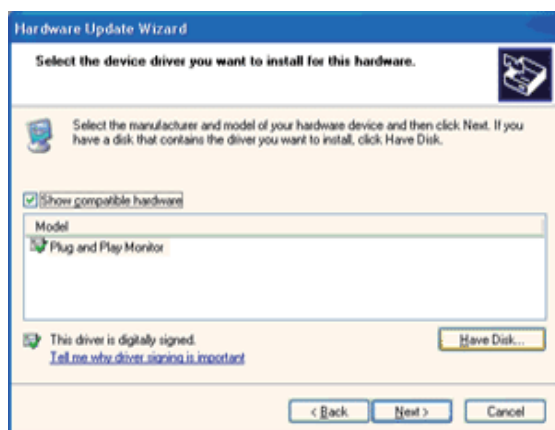 Hardware Update Wizard
Select the device driver you want to install for this hardware.
Select the manufacturer and model of your hardware device and then click Next. If you
have a disk that contains the driver you want to install, click Have Disk.
Show compatible hardware
Model
Plug and Play Monitor
This driver is digitally signed.
Have Disk...
Tell me why driver signing is important
< Back
Next >
Cancel